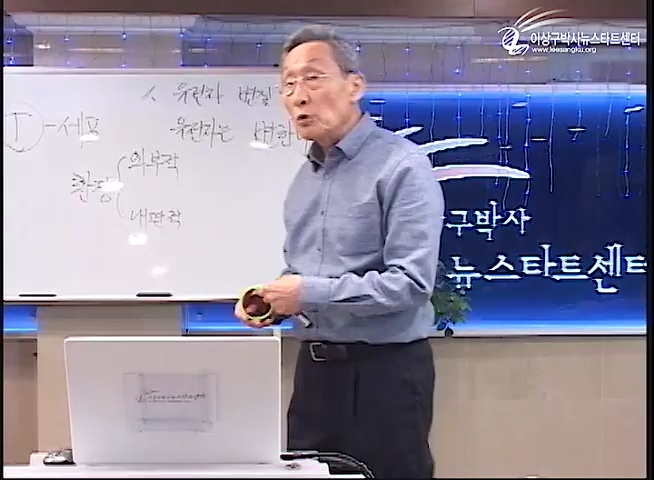 이상구박사뉴스타트센터
www.leesangku.org
유전자
T-세포
유전자는 변한
환경
외부적
내면적
구박사
뉴스타트센터